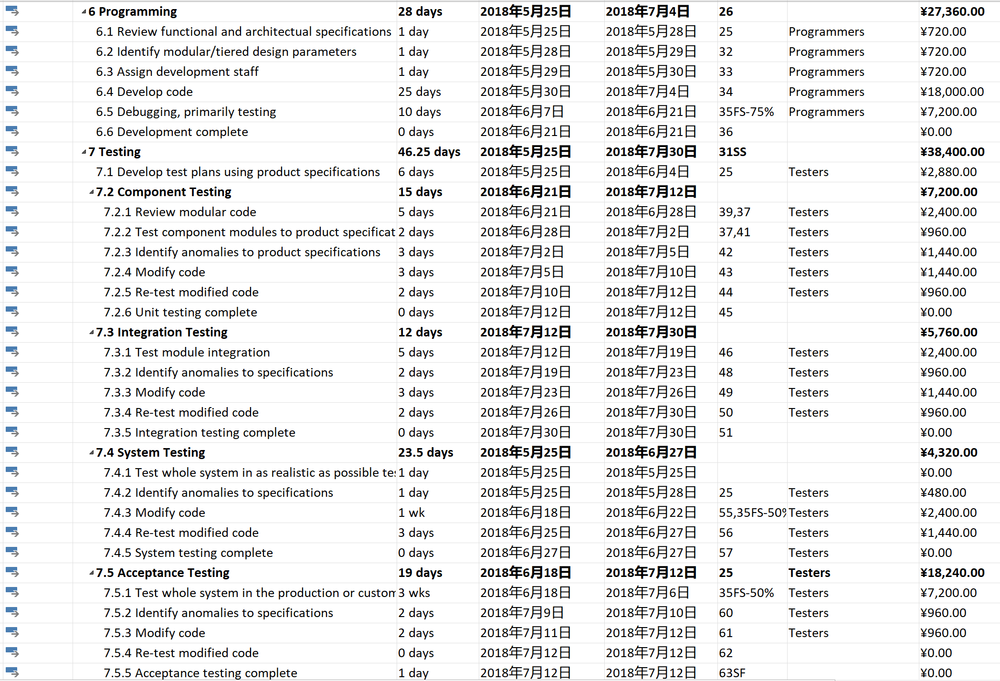 6 Programming 28 days 2018年5月25日 2018年7月4日 26 ¥27,360.00
6.1 Review functional and architectual specifications 1 day 2018年5月25日 2018年5月28日 25 Programmers ¥720.00
6.2 Identify modular/tiered design parameters 1 day 2018年5月28日 2018年5月29日 32 Programmers ¥720.00
6.3 Assign development staff 1 day 2018年5月29日 2018年5月30日 33 Programmers ¥720.00
6.4 Develop code 25 days 2018年5月30日 2018年7月4日 34 Programmers ¥18,000.00
6.5 Debugging, primarily testing 10 days 2018年6月7日 2018年6月21日 35FS-75% Programmers ¥7,200.00
6.6 Development complete 0 days 2018年6月21日 2018年6月21日 36 ¥0.00
7 Testing 46.25 days 2018年5月25日 2018年7月30日 31SS ¥38,400.00
7.1 Develop test plans using product specifications 6 days 2018年5月25日 2018年6月4日 25 Testers ¥2,880.00
7.2 Component Testing 15 days 2018年6月21日 2018年7月12日 ¥7,200.00
7.2.1 Review modular code 5 days 2018年6月21日 2018年6月28日 39,37 Testers ¥2,400.00
7.2.2 Test component modules to product specificat 2 days 2018年6月28日 2018年7月2日 37,41 Testers ¥960.00
7.2.3 Identify anomalies to product specifications 3 days 2018年7月2日 2018年7月5日 42 Testers ¥1,440.00
7.2.4 Modify code 3 days 2018年7月5日 2018年7月10日 43 Testers ¥1,440.00
7.2.5 Re-test modified code 2 days 2018年7月10日 2018年7月12日 44 Testers ¥960.00
7.2.6 Unit testing complete 0 days 2018年7月12日 2018年7月12日 45 ¥0.00
7.3 Integration Testing 12 days 2018年7月12日 2018年7月30日 ¥5,760.00
7.3.1 Test module integration 5 days 2018年7月12日 2018年7月19日 46 Testers ¥2,400.00
7.3.2 Identify anomalies to specifications 2 days 2018年7月19日 2018年7月23日 48 Testers ¥960.00
7.3.3 Modify code 3 days 2018年7月23日 2018年7月26日 49 Testers ¥1,440.00
7.3.4 Re-test modified code 2 days 2018年7月26日 2018年7月30日 50 Testers ¥960.00
7.3.5 Integration testing complete 0 days 2018年7月30日 2018年7月30日 51 ¥0.00
7.4 System Testing 23.5 days 2018年5月25日 2018年6月27日 ¥4,320.00
7.4.1 Test whole system in as realistic as possible te 1 day 2018年5月25日 2018年5月25日 ¥0.00
7.4.2 Identify anomalies to specifications 1 day 2018年5月25日 2018年5月28日 25 Testers ¥480.00
7.4.3 Modify code 1 wk 2018年6月18日 2018年6月22日 55,35FS-50% Testers ¥2,400.00
7.4.4 Re-test modified code 3 days 2018年6月25日 2018年6月27日 56 Testers ¥1,440.00
7.4.5 System testing complete 0 days 2018年6月27日 2018年6月27日 57 Testers ¥0.00
7.5 Acceptance Testing 19 days 2018年6月18日 2018年7月12日 25 Testers ¥18,240.00
7.5.1 Test whole system in the production or custom 3 wks 2018年6月18日 2018年7月6日 35FS-50% Testers ¥7,200.00
7.5.2 Identify anomalies to specifications 2 days 2018年7月9日 2018年7月10日 60 Testers ¥960.00
7.5.3 Modify code 2 days 2018年7月11日 2018年7月12日 61 Testers ¥960.00
7.5.4 Re-test modified code 0 days 2018年7月12日 2018年7月12日 62 ¥0.00
7.5.5 Acceptance testing complete 1 day 2018年7月12日 2018年7月12日 63SF ¥0.00